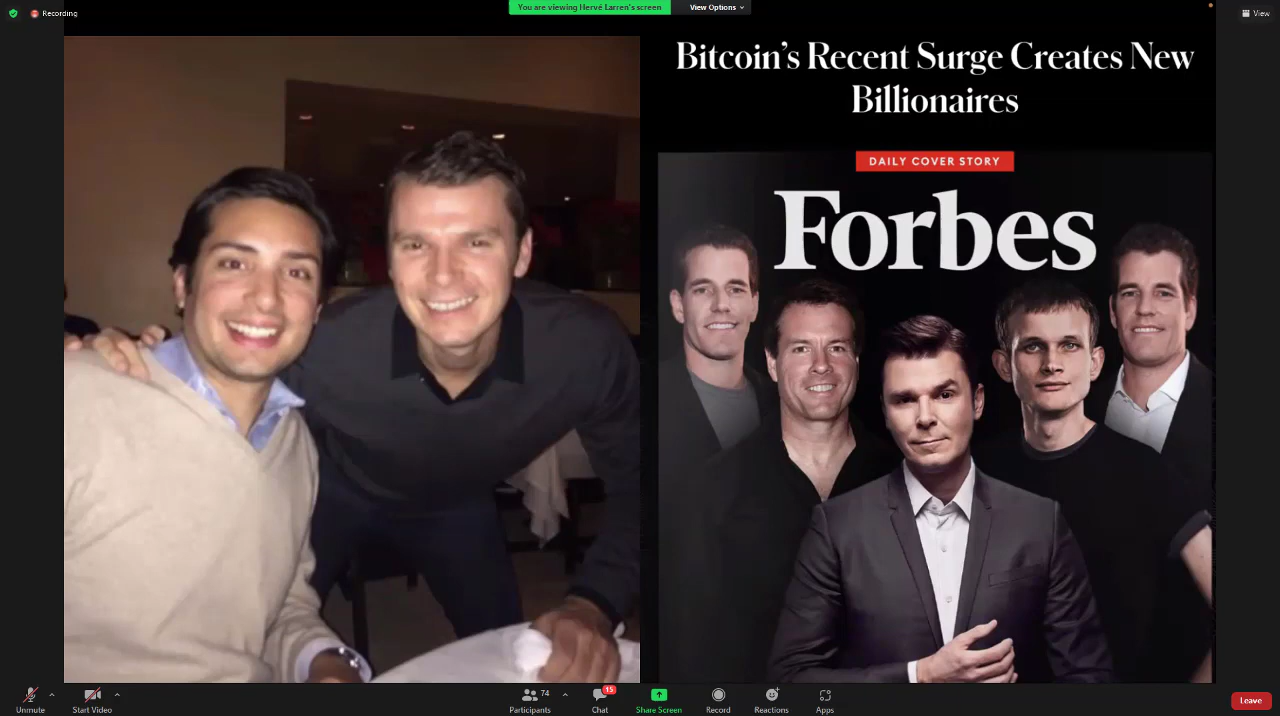 Recording
You are viewing Hervé Larren's screen
View Options
View
Bitcoin's Recent Surge Creates New
Billionaires
DAILY COVER STORY
Forbes
Unmute
Start Video
74
Participants
15
Chat
Share Screen
Record
Reactions
Apps
Leave